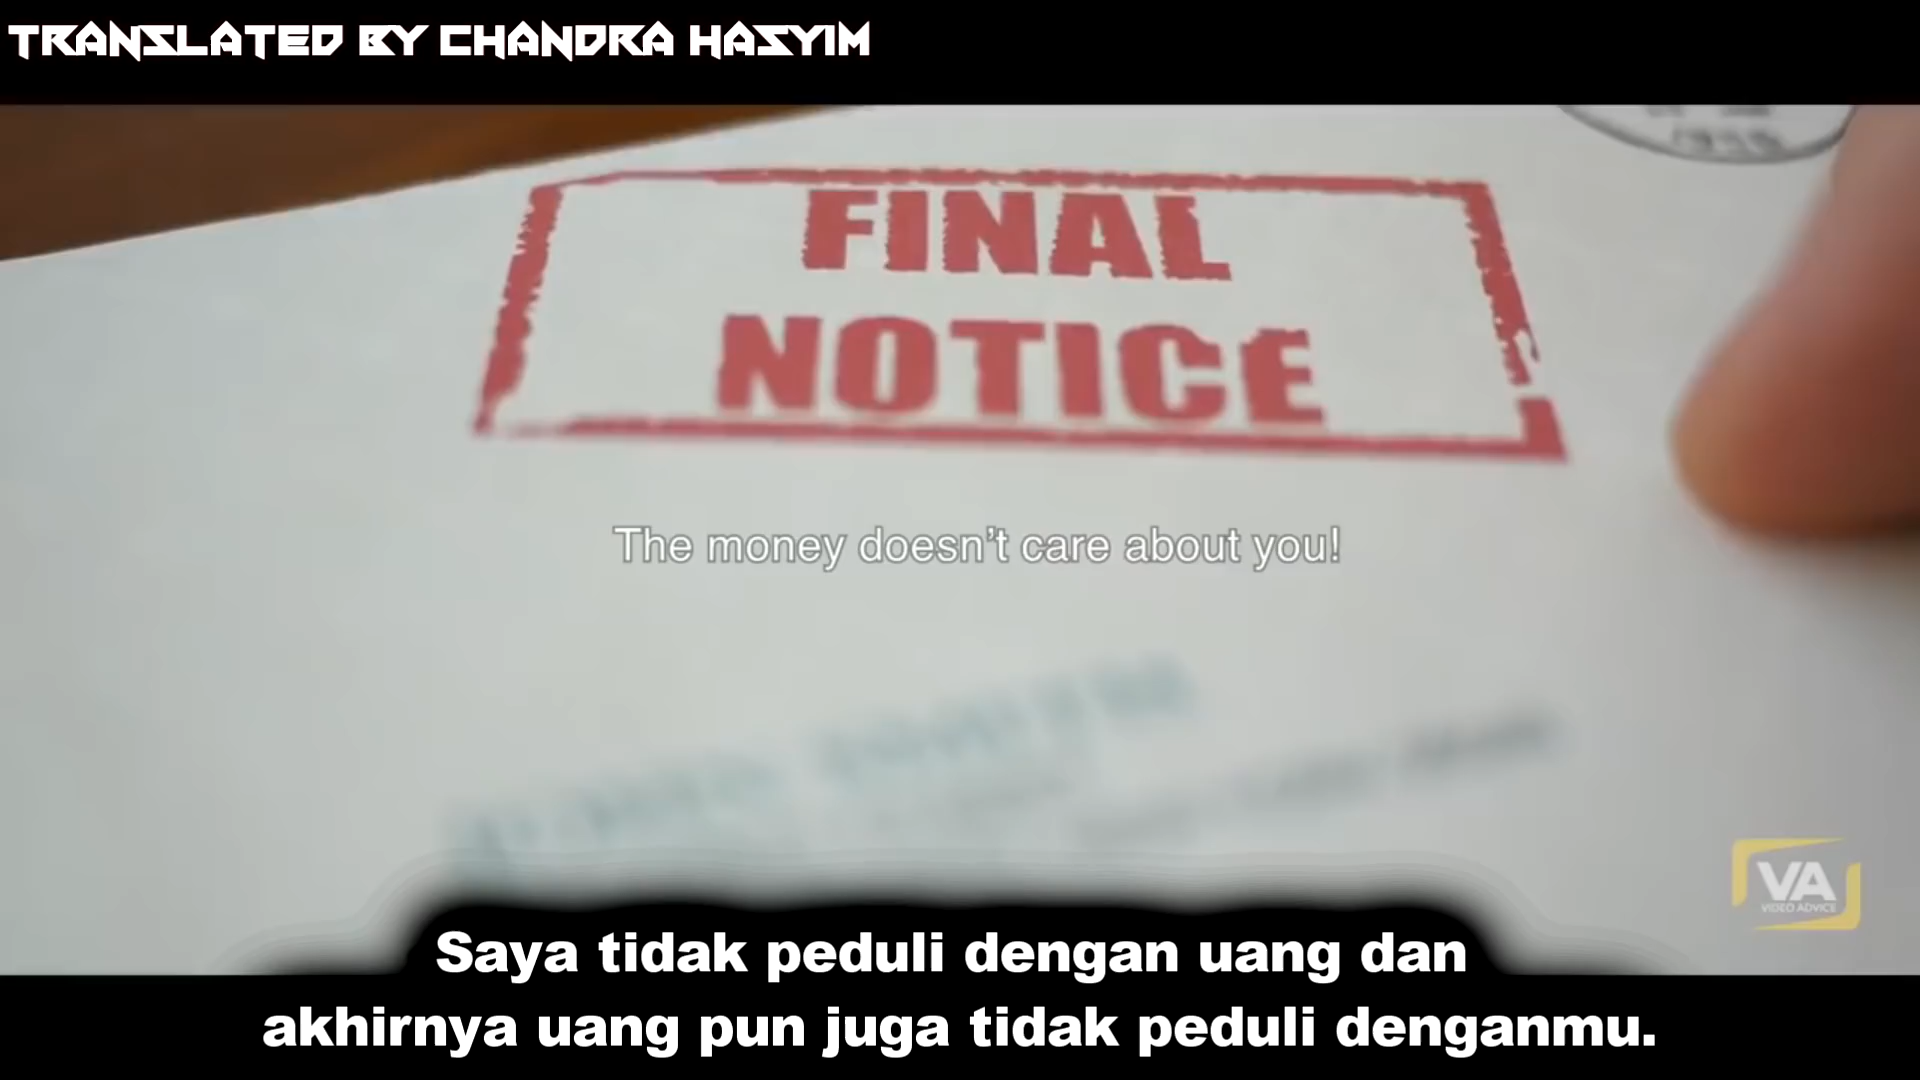 TRANSLATED BY CHANDRA HASYIM
FINAL
NOTICE
The money doesn't care about you!
VA
VIDEO ADVICE
Saya tidak peduli dengan uang dan
akhirnya uang pun juga tidak peduli denganmu.